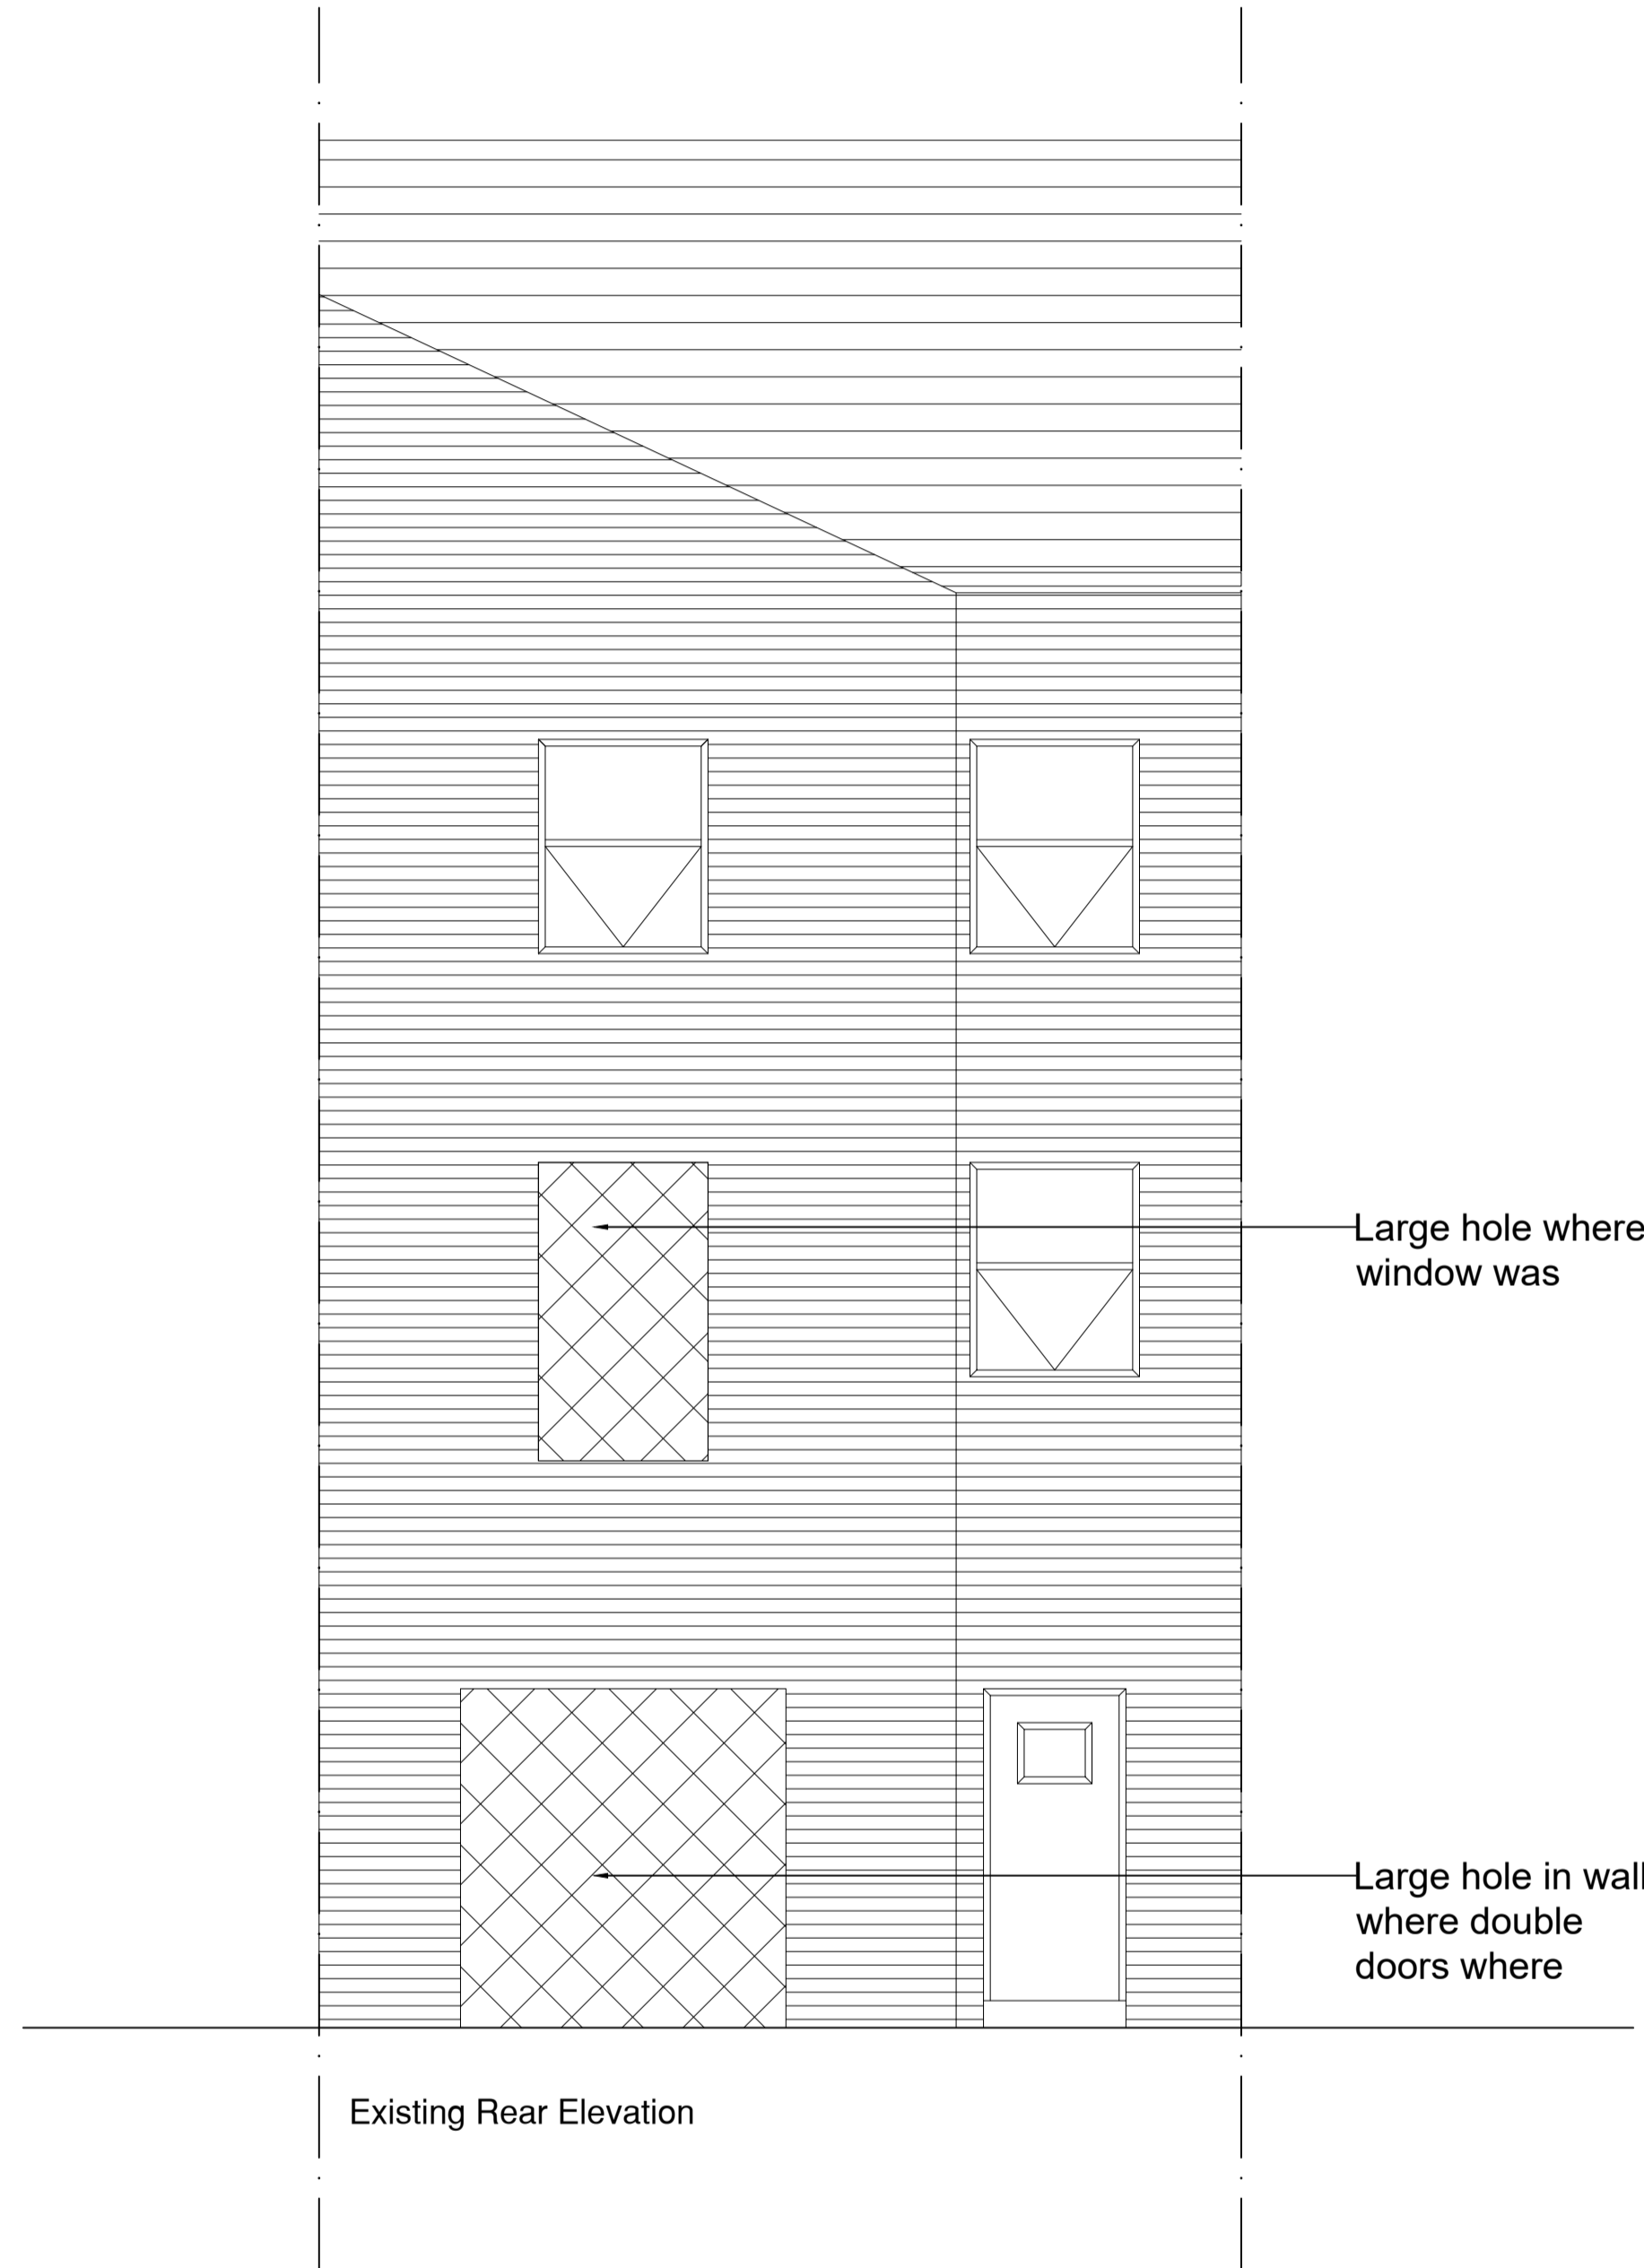 Large hole where
window was
Large hole in wall
where double
doors where
Existing Rear Elevation